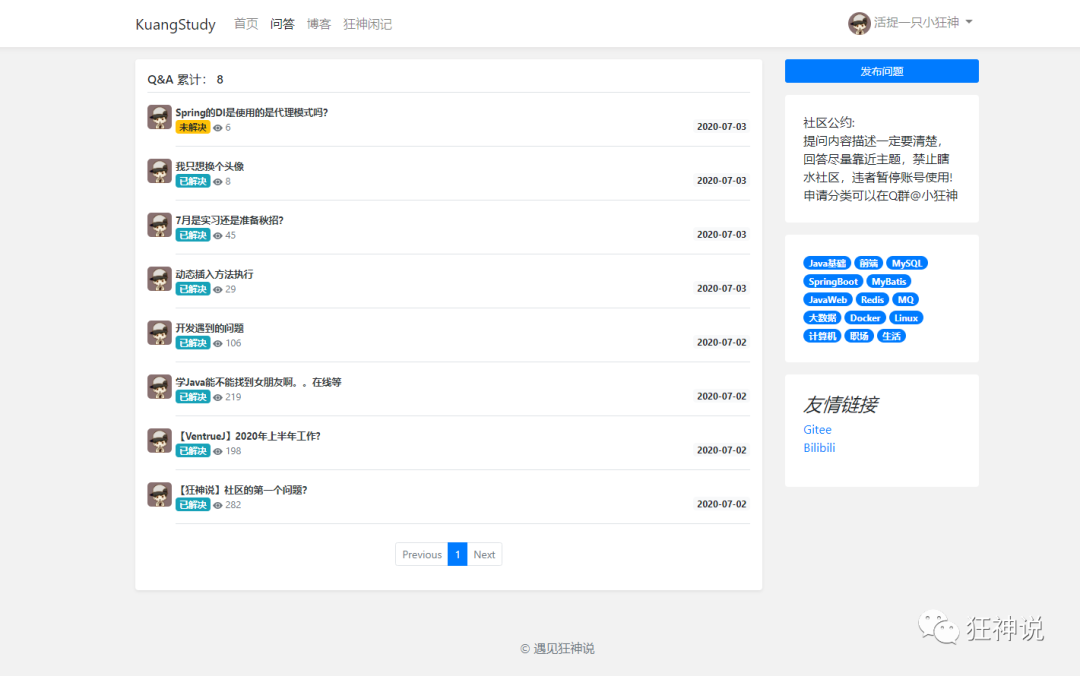 KuangStudy 首页 问答 博客 狂神闲记 活捉一只小狂神
Q&A 累计： 8
Spring的DI是使用的是代理模式吗?
未解决 6 2020-07-03
我只想换个头像
已解决 8 2020-07-03
7月是实习还是准备秋招?
已解决 45 2020-07-03
动态插入方法执行
已解决 29 2020-07-03
开发遇到的问题
已解决 106 2020-07-02
学Java能不能找到女朋友啊。。在线等
已解决 219 2020-07-02
【VentrueJ】2020年上半年工作?
已解决 198 2020-07-02
【狂神说】社区的第一个问题?
已解决 282 2020-07-02
Previous 1 Next
发布问题
社区公约:
提问内容描述一定要清楚，
回答尽量靠近主题，禁止瞎
水社区，违者暂停账号使用!
申请分类可以在Q群@小狂神
Java基础 前端 MySQL
SpringBoot MyBatis
JavaWeb Redis MQ
大数据 Docker Linux
计算机 职场 生活
友情链接
Gitee
Bilibili
狂神说
© 遇见狂神说